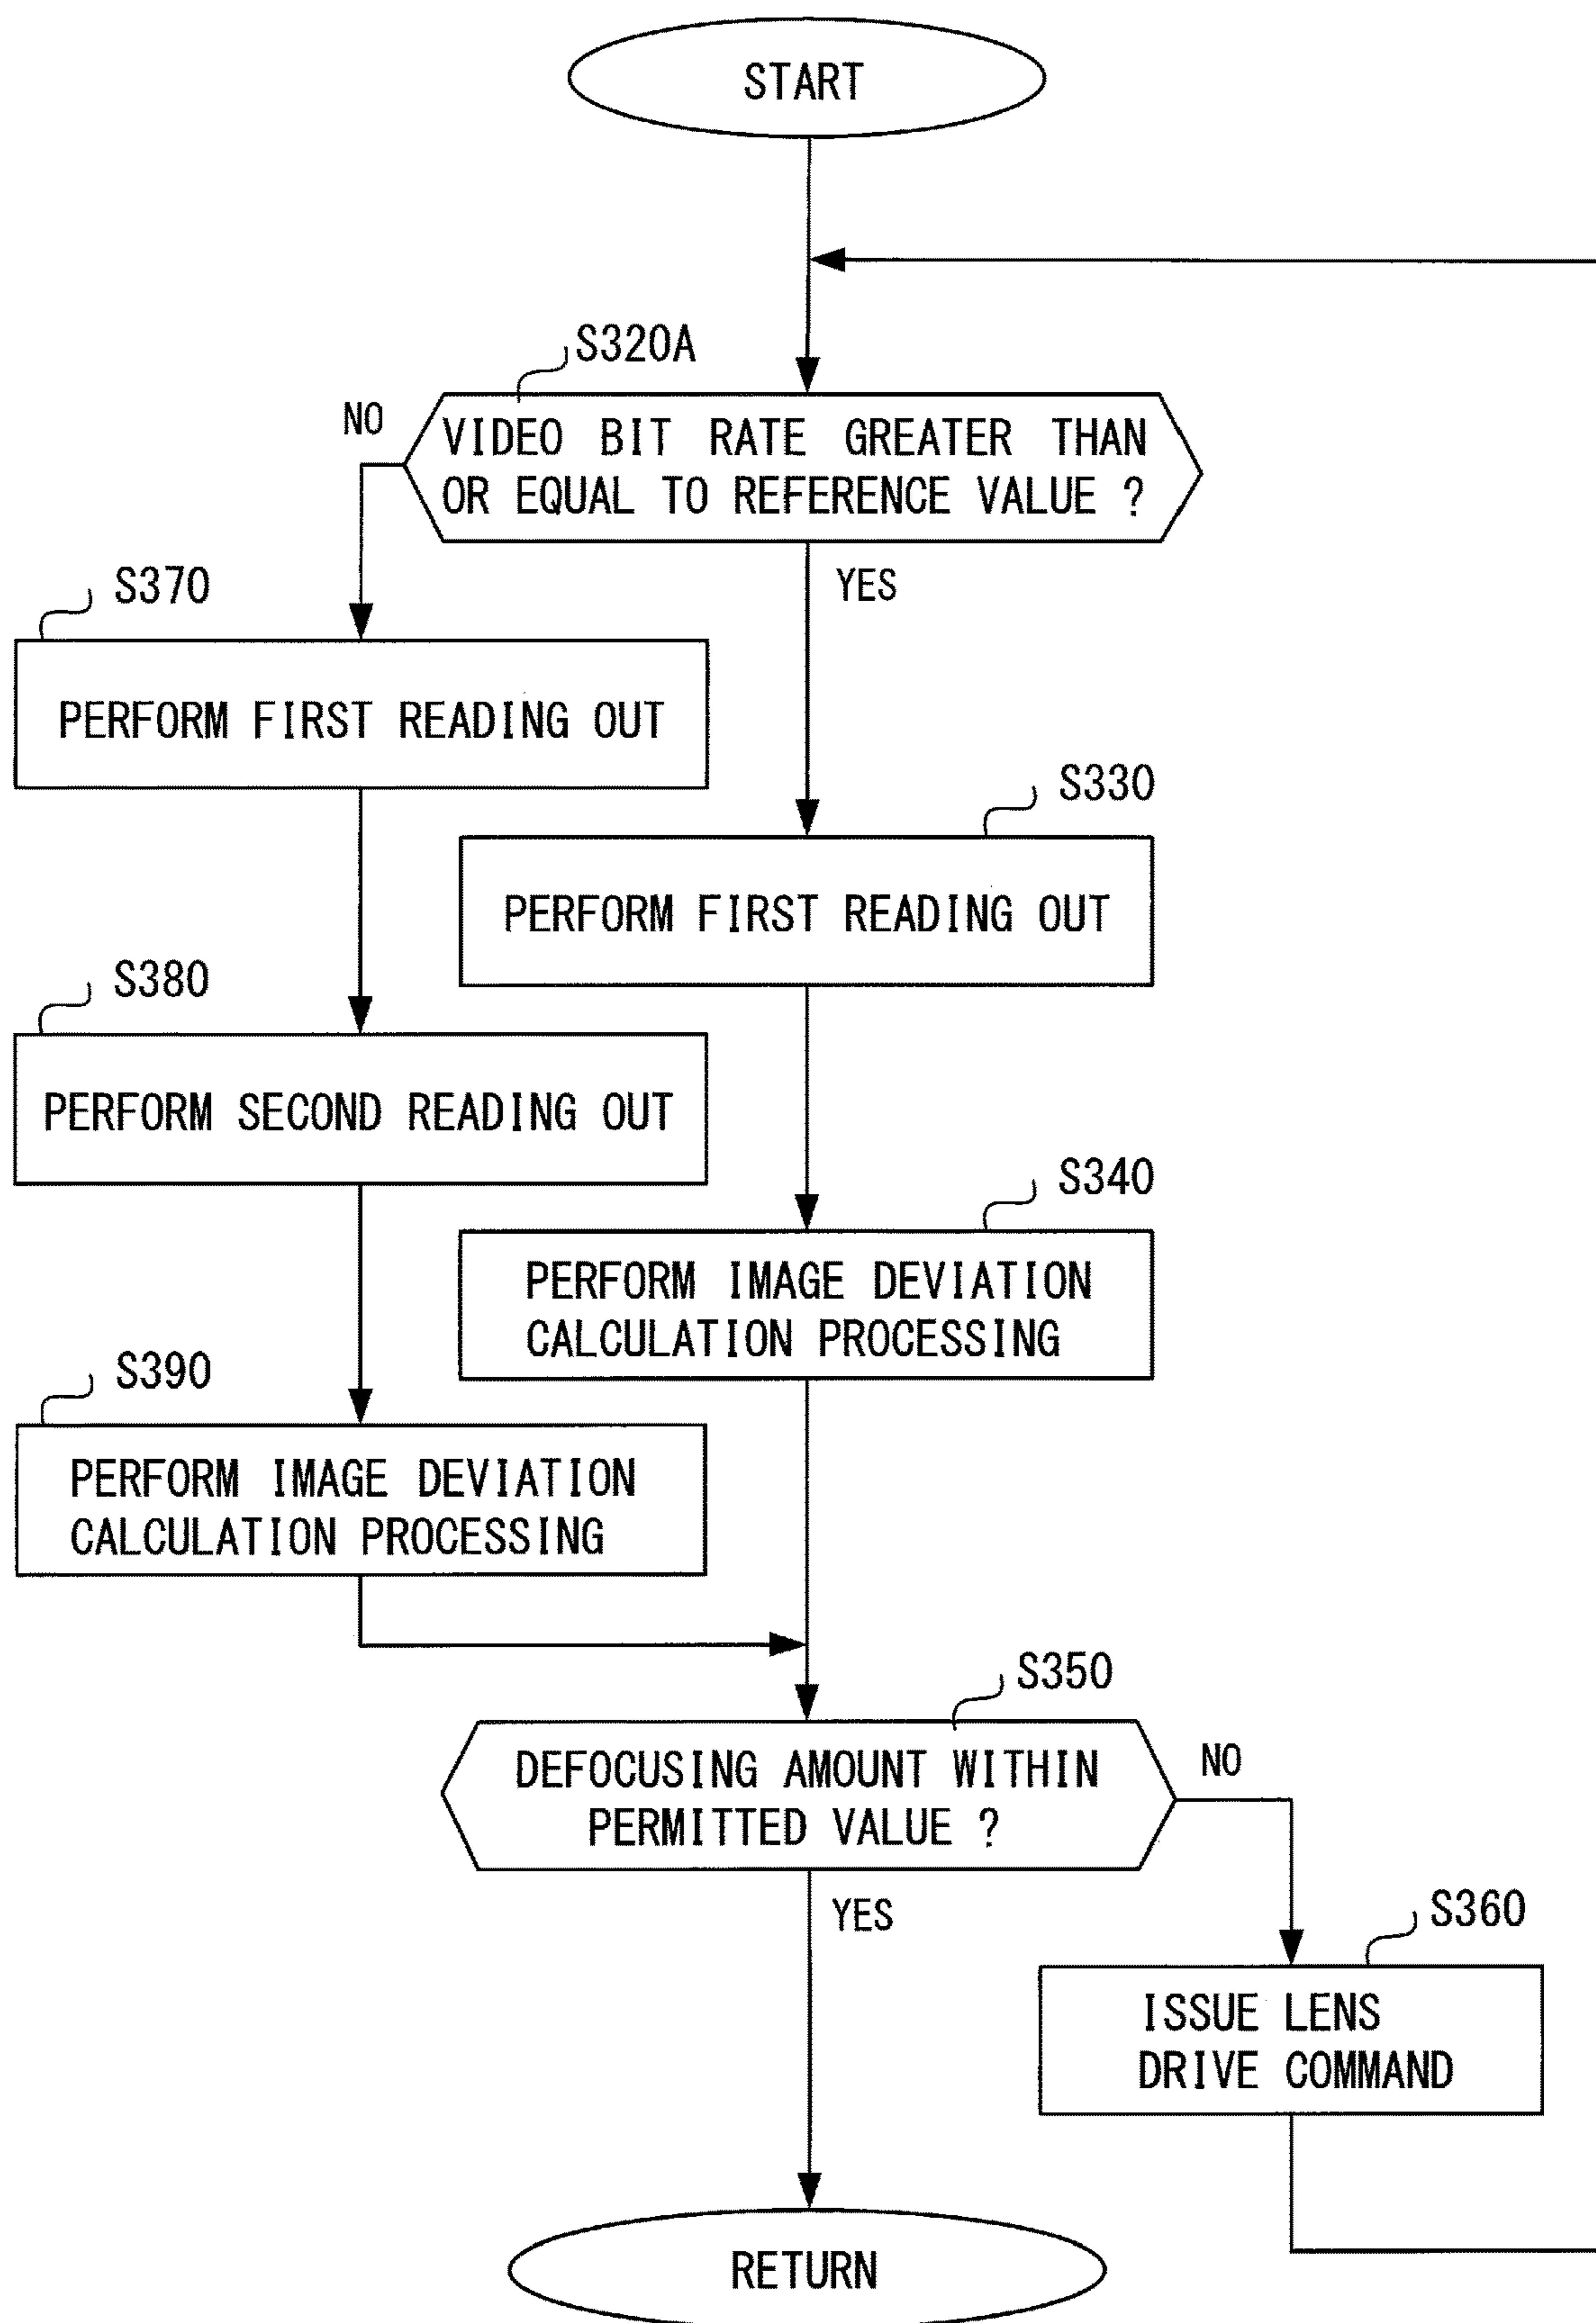 START
S320A
NO
VIDEO BIT RATE GREATER THAN
OR EQUAL TO REFERENCE VALUE ?
YES
S370
PERFORM FIRST READING OUT
S330
PERFORM FIRST READING OUT
S380
PERFORM SECOND READING OUT
S340
PERFORM IMAGE DEVIATION
CALCULATION PROCESSING
S390
PERFORM IMAGE DEVIATION
CALCULATION PROCESSING
S350
DEFOCUSING AMOUNT WITHIN
PERMITTED VALUE ?
NO
YES
S360
ISSUE LENS
DRIVE COMMAND
RETURN